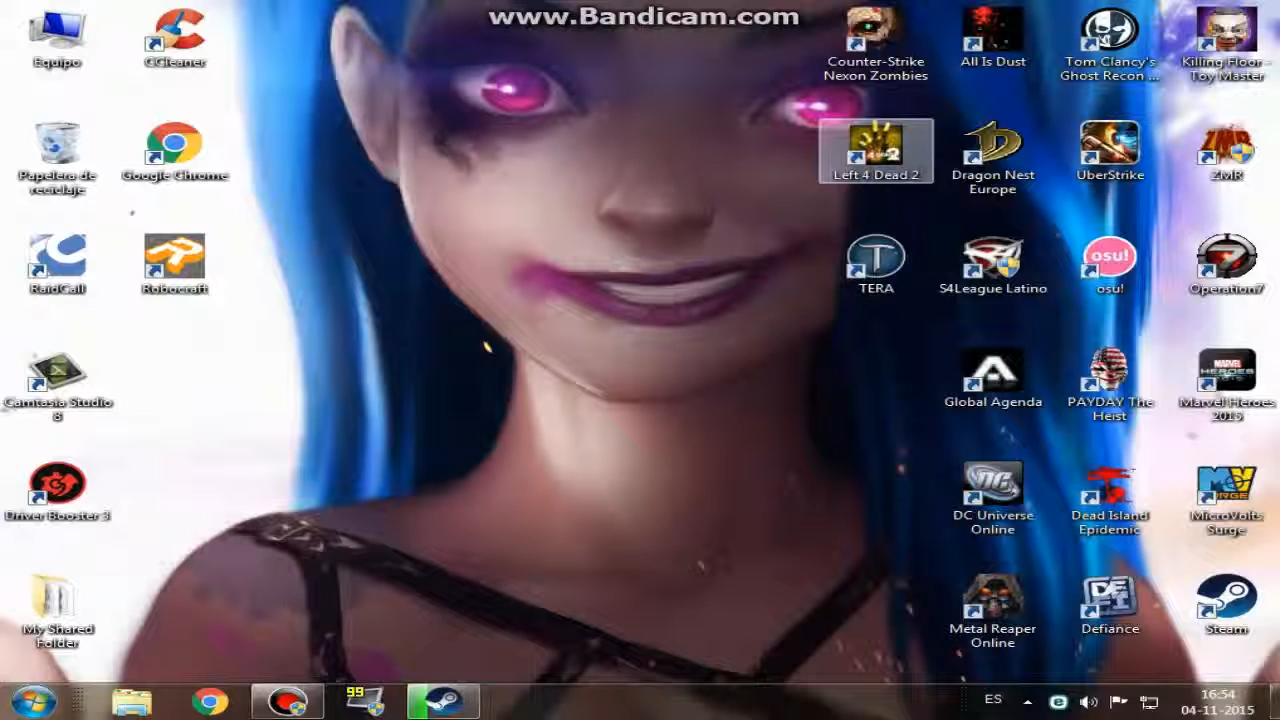 www.Bandicam.com
Equipo
CCleaner
Counter-Strike
Nexon Zombies
All Is Dust
Tom Clancy's
Ghost Recon ...
Killing Floor -
Toy Master
Papelera de
reciclaje
Google Chrome
Left 4 Dead 2
Dragon Nest
Europe
UberStrike
ZMR
RaidCall
Robocraft
TERA
S4League Latino
osu!
osu!
Operation7
Camtasia Studio
8
Global Agenda
PAYDAY The
Heist
Marvel Heroes
2015
Driver Booster 3
DC Universe
Online
Dead Island
Epidemic
MicroVolts
Surge
My Shared
Folder
Metal Reaper
Online
Defiance
Steam
99
ES
16:54
04-11-2015